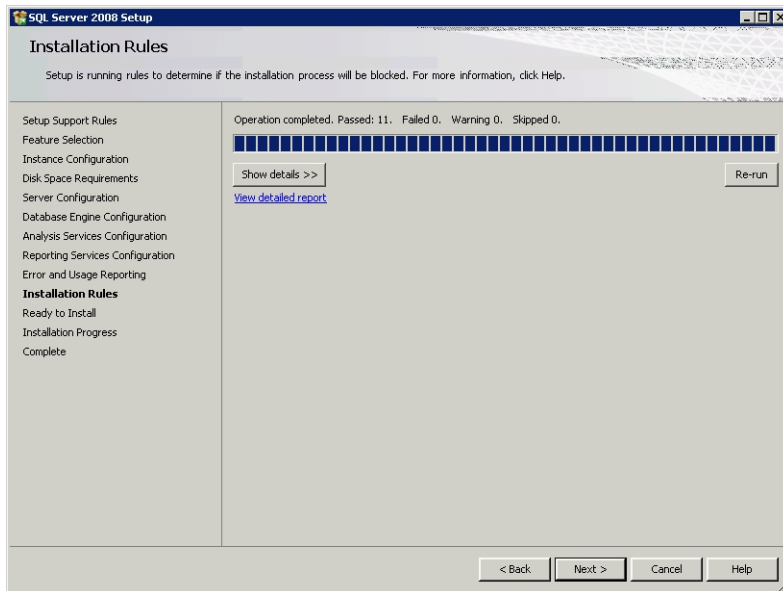 SQL Server 2008 Setup
Installation Rules
Setup is running rules to determine if the installation process will be blocked. For more information, click Help.
Setup Support Rules
Feature Selection
Instance Configuration
Disk Space Requirements
Server Configuration
Database Engine Configuration
Analysis Services Configuration
Reporting Services Configuration
Error and Usage Reporting
Installation Rules
Ready to Install
Installation Progress
Complete
Operation completed. Passed: 11. Failed 0. Warning 0. Skipped 0.
Show details >>
Re-run
View detailed report
< Back
Next >
Cancel
Help